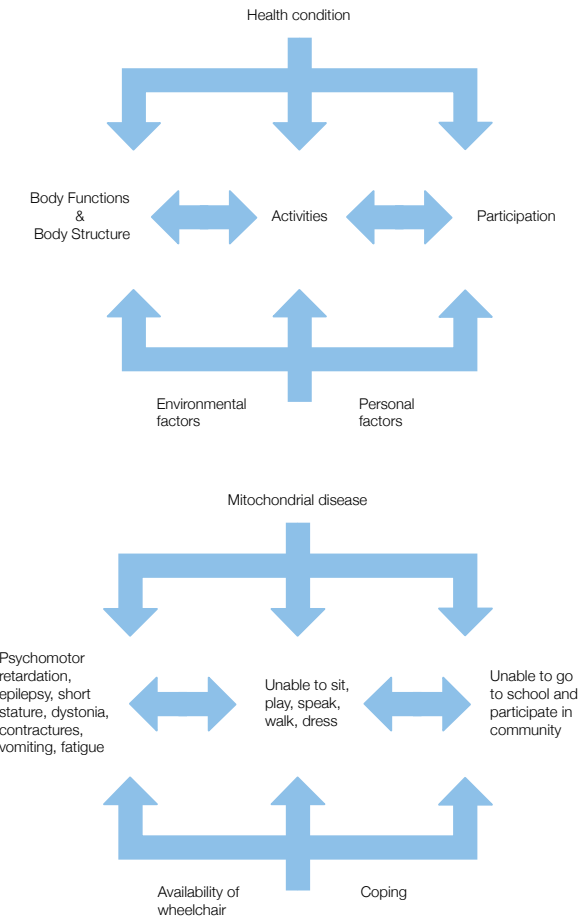 Health condition
Body Functions
&
Body Structure
Activities
Participation
Environmental
factors
Personal
factors
Mitochondrial disease
Psychomotor
retardation,
epilepsy, short
stature, dystonia,
contractures,
vomiting, fatigue
Unable to sit,
play, speak,
walk, dress
Unable to go
to school and
participate in
community
Availability of
wheelchair
Coping